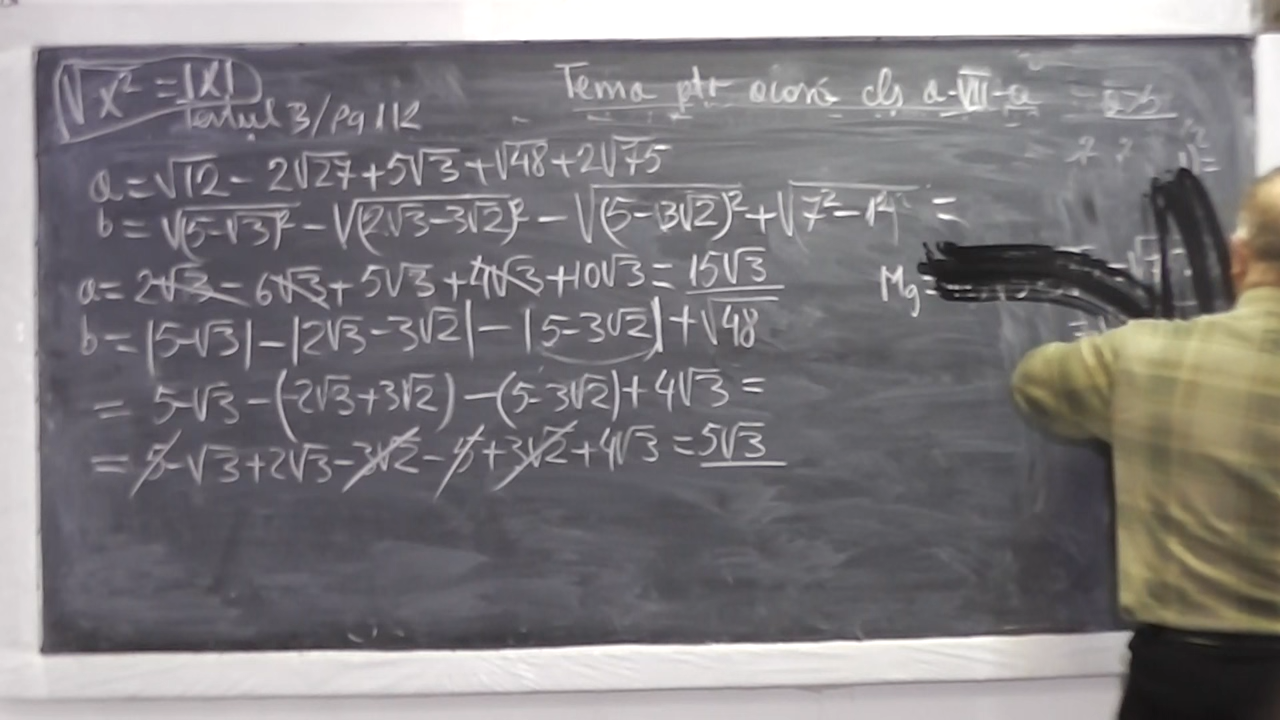 √x² = |x|
Tema ptr acasă cls a-VII-a
Testul 3/pg 112
a = √12 - 2√27 + 5√3 + √48 + 2√75
b = √(5-√3)² - √(2√3-3√2)² - √(5-3√2)² + √7²-1² =
a = 2√3 - 6√3 + 5√3 + 4√3 + 10√3 = 15√3
Mg=
b = |5-√3| - |2√3-3√2| - |5-3√2| + √48
= 5-√3 - (-2√3+3√2) - (5-3√2) + 4√3 =
= 5-√3+2√3-3√2-5+3√2+4√3 = 5√3